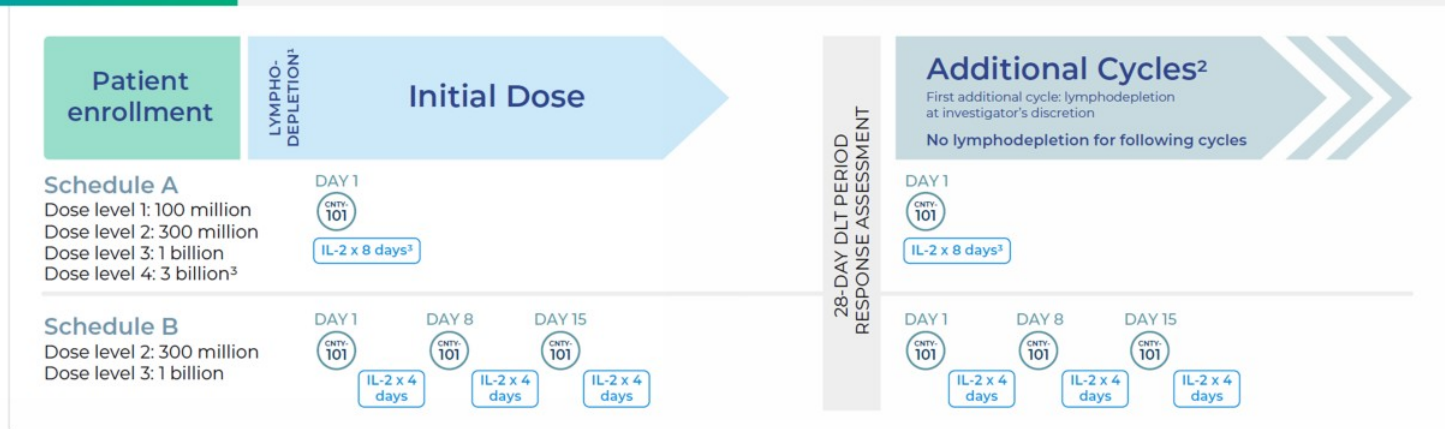 Patient
enrollment
LYMPHO-
DEPLETION¹
Initial Dose
28-DAY DLT PERIOD
RESPONSE ASSESSMENT
Additional Cycles²
First additional cycle: lymphodepletion
at investigator's discretion
No lymphodepletion for following cycles
Schedule A
Dose level 1: 100 million
Dose level 2: 300 million
Dose level 3: 1 billion
Dose level 4: 3 billion³
DAY 1
CNTY-
101
IL-2 x 8 days³
DAY 1
CNTY-
101
IL-2 x 8 days³
Schedule B
Dose level 2: 300 million
Dose level 3: 1 billion
DAY 1 DAY 8 DAY 15
CNTY- CNTY- CNTY-
101 101 101
IL-2 x 4 IL-2 x 4 IL-2 x 4
days days days
DAY 1 DAY 8 DAY 15
CNTY- CNTY- CNTY-
101 101 101
IL-2 x 4 IL-2 x 4 IL-2 x 4
days days days